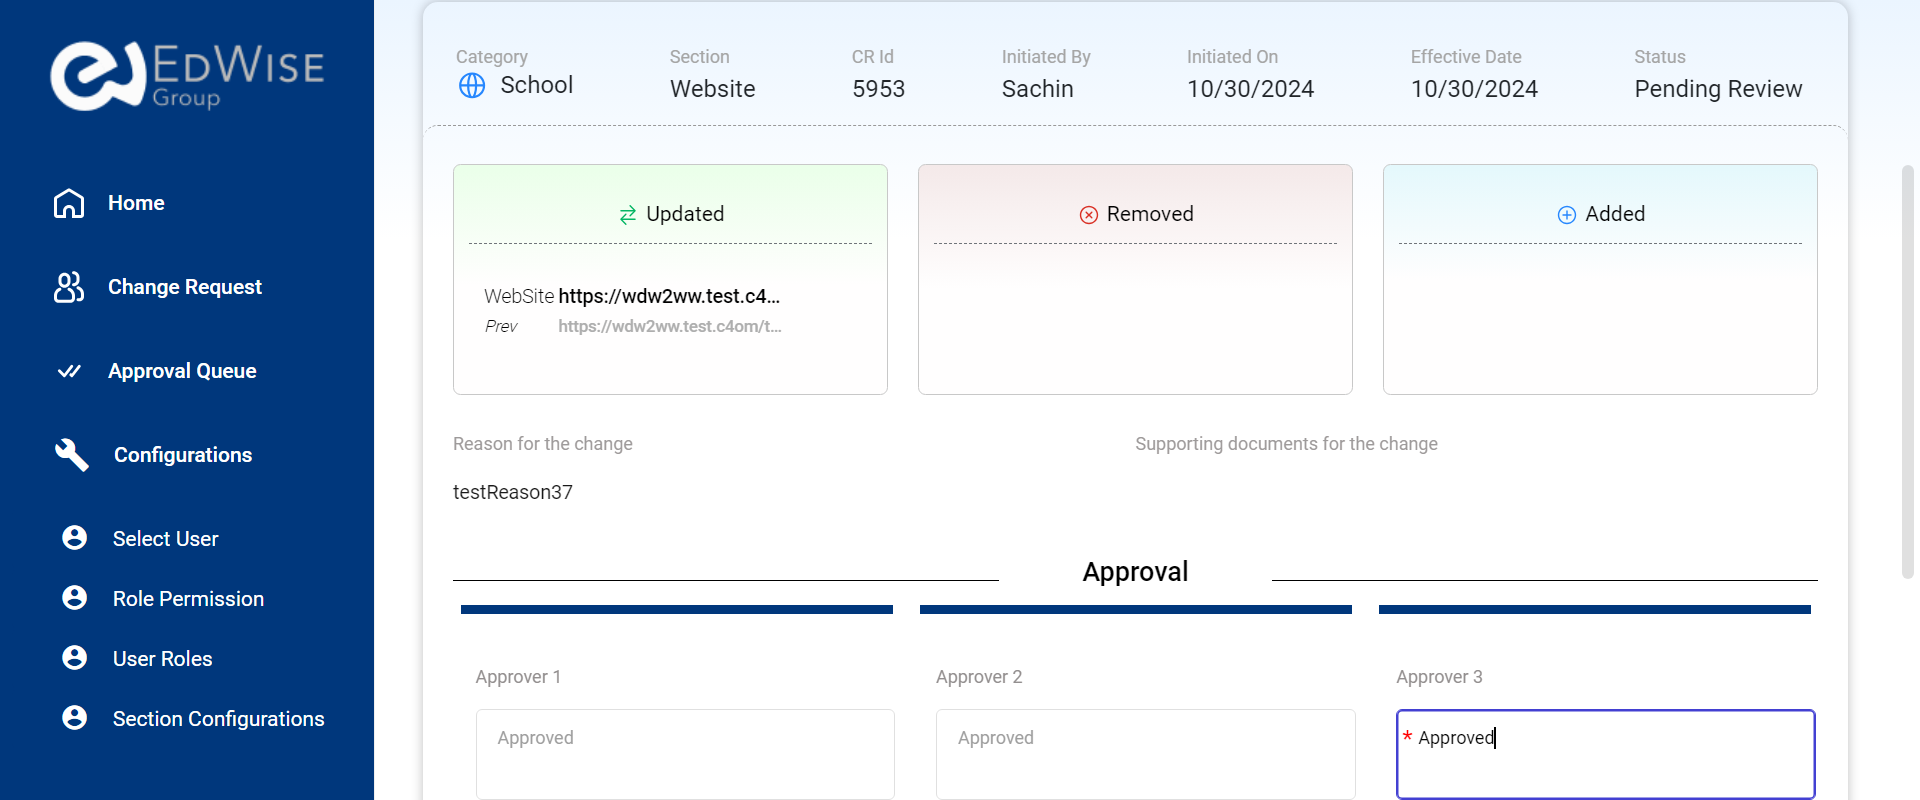 EDWISE
Group
Home
Change Request
Approval Queue
Configurations
Select User
Role Permission
User Roles
Section Configurations
Category
School
Section
Website
CR Id
5953
Initiated By
Sachin
Initiated On
10/30/2024
Effective Date
10/30/2024
Status
Pending Review
Updated
WebSite https://wdw2ww.test.c4...
Prev https://wdw2ww.test.c4om/t...
Removed
Added
Reason for the change
testReason37
Supporting documents for the change
Approval
Approver 1
Approved
Approver 2
Approved
Approver 3
* Approved